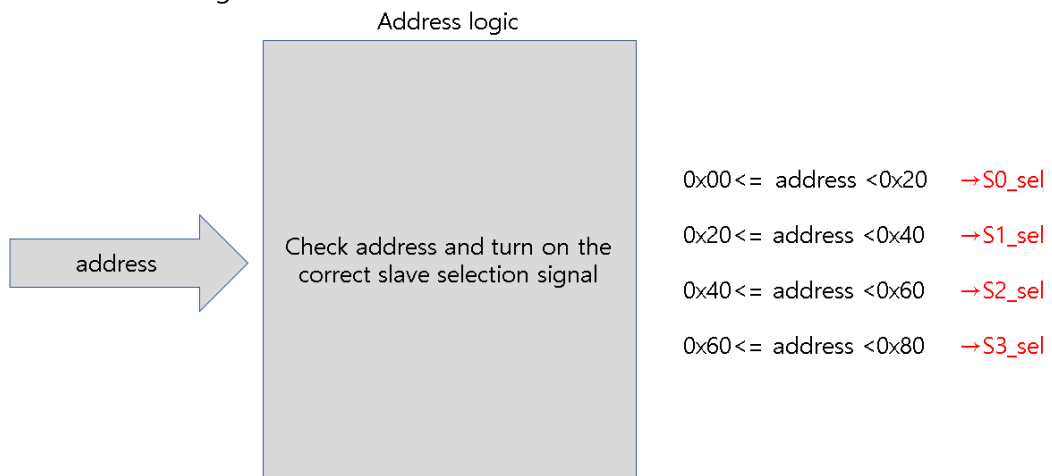 Address logic
0x00<= address <0x20 →S0_sel
0x20<= address <0x40 →S1_sel
address
Check address and turn on the
correct slave selection signal
0x40<= address <0x60 →S2_sel
0x60<= address <0x80 →S3_sel